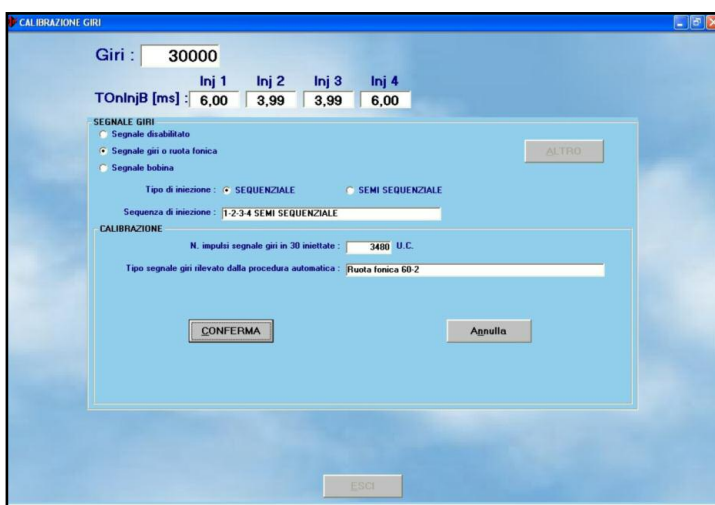 CALIBRAZIONE GIRI
Giri : 30000
Inj 1 Inj 2 Inj 3 Inj 4
TOnInjB [ms] : 6,00 3,99 3,99 6,00
SEGNALE GIRI
Segnale disabilitato
Segnale giri o ruota fonica
ALTRO
Segnale bobina
Tipo di iniezione : SEQUENZIALE SEMI SEQUENZIALE
Sequenza di iniezione : 1-2-3-4 SEMI SEQUENZIALE
CALIBRAZIONE
N. impulsi segnale giri in 30 iniettate : 3480 U.C.
Tipo segnale giri rilevato dalla procedura automatica : Ruota fonica 60-2
CONFERMA Annulla
ESCI